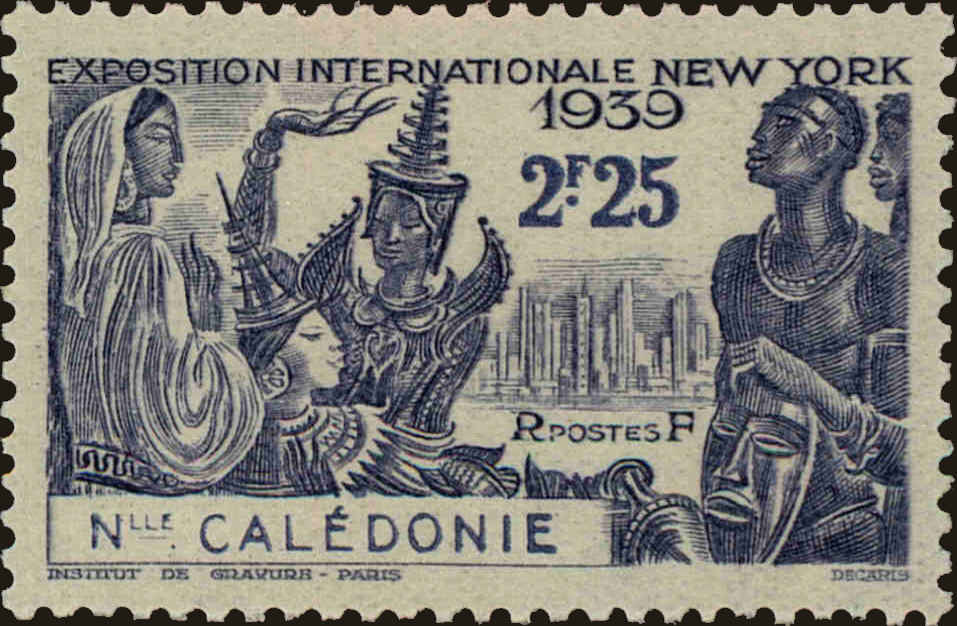 EXPOSITION INTERNATIONALE NEW YORK
1939
2F.25
R POSTES F
NLLE. CALÉDONIE
INSTITUT DE GRAVURE - PARIS
DECARIS